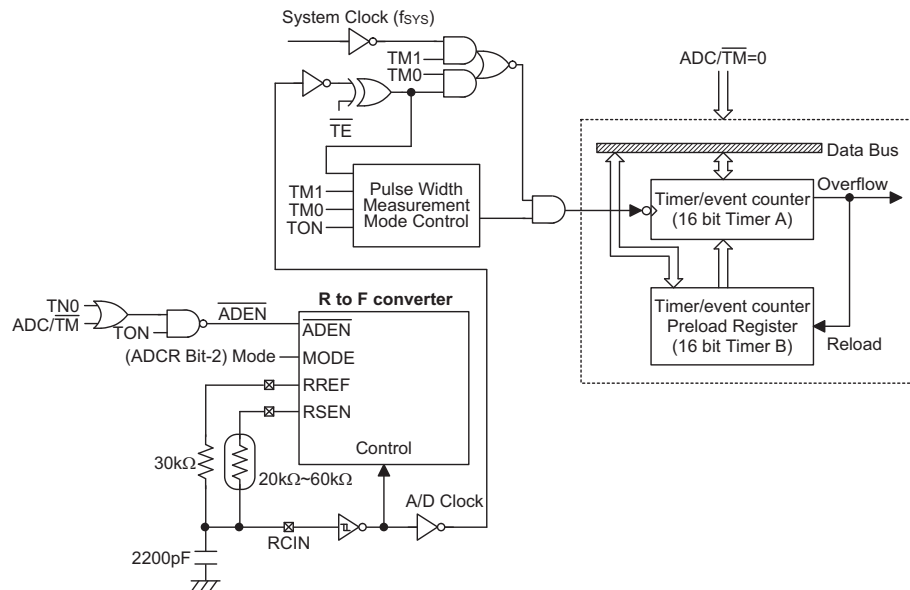 System Clock (fSYS)
TM1
TM0
TE
ADC/TM=0
Data Bus
Timer/event counter
(16 bit Timer A)
Overflow
TM1
TM0
TON
Pulse Width
Measurement
Mode Control
Timer/event counter
Preload Register
(16 bit Timer B)
Reload
R to F converter
TN0
ADC/TM
TON
ADEN
ADEN
(ADCR Bit-2) Mode
MODE
RREF
RSEN
Control
30kΩ
20kΩ~60kΩ
A/D Clock
RCIN
2200pF